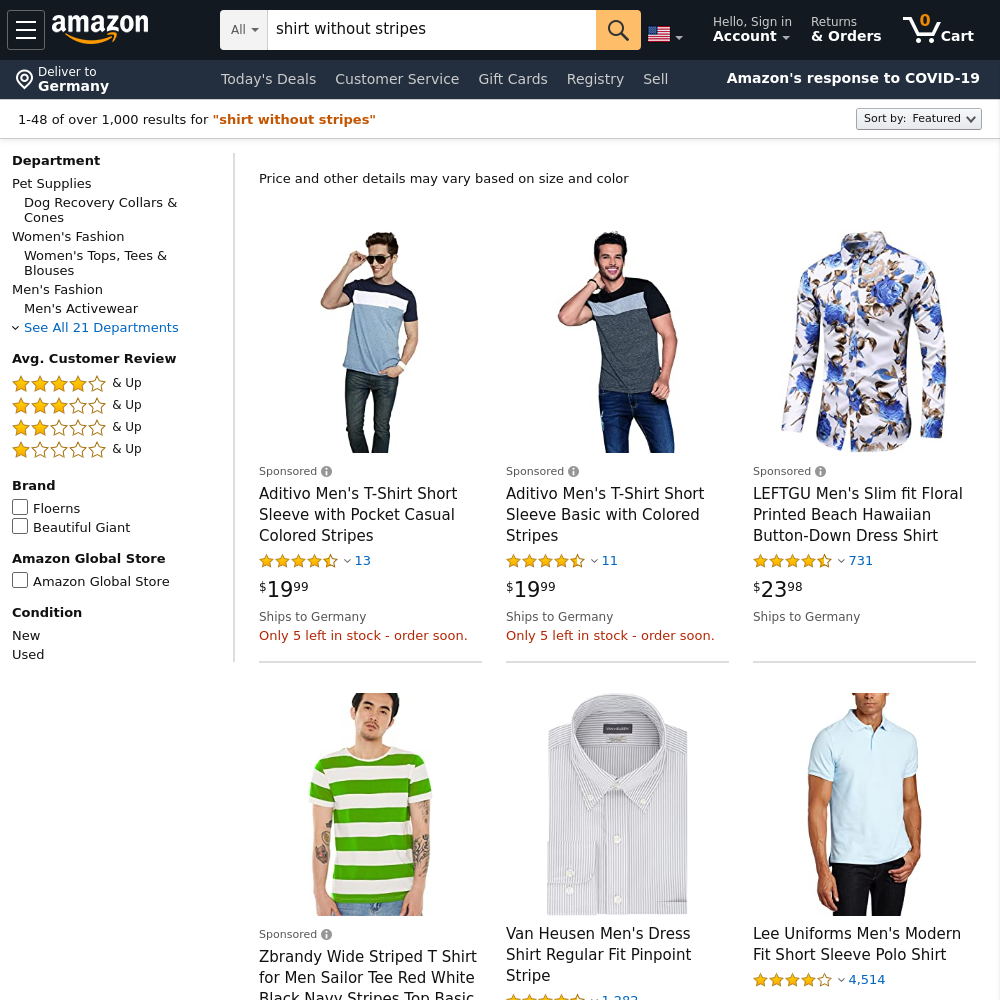 amazon
All
shirt without stripes
Hello, Sign in
Account
Returns
& Orders
0
Cart
Deliver to
Germany
Today's Deals
Customer Service
Gift Cards
Registry
Sell
Amazon's response to COVID-19
1-48 of over 1,000 results for "shirt without stripes"
Sort by: Featured
Department
Pet Supplies
Dog Recovery Collars &
Cones
Women's Fashion
Women's Tops, Tees &
Blouses
Men's Fashion
Men's Activewear
See All 21 Departments
Avg. Customer Review
& Up
& Up
& Up
& Up
Brand
Floerns
Beautiful Giant
Amazon Global Store
Amazon Global Store
Condition
New
Used
Price and other details may vary based on size and color
Sponsored
Aditivo Men's T-Shirt Short
Sleeve with Pocket Casual
Colored Stripes
13
$1999
Ships to Germany
Only 5 left in stock - order soon.
Sponsored
Aditivo Men's T-Shirt Short
Sleeve Basic with Colored
Stripes
11
$1999
Ships to Germany
Only 5 left in stock - order soon.
Sponsored
LEFTGU Men's Slim fit Floral
Printed Beach Hawaiian
Button-Down Dress Shirt
731
$2398
Ships to Germany
Sponsored
Zbrandy Wide Striped T Shirt
for Men Sailor Tee Red White
Black Navy Stripes Top Basic
VAN HEUSEN
Van Heusen Men's Dress
Shirt Regular Fit Pinpoint
Stripe
1,282
Lee Uniforms Men's Modern
Fit Short Sleeve Polo Shirt
4,514